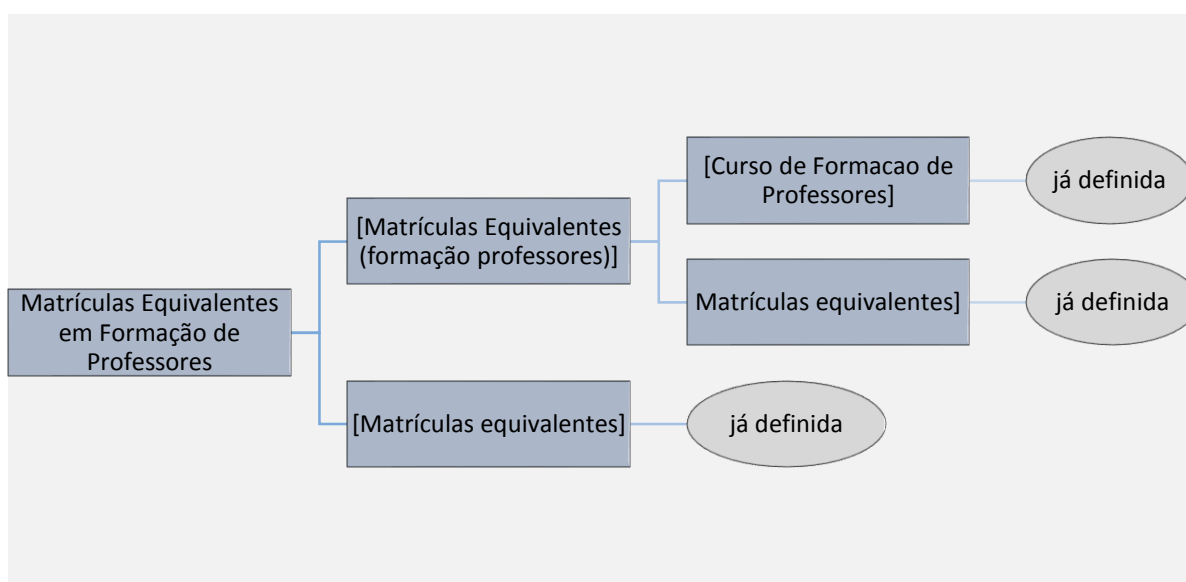 [Curso de Formacao de
Professores]
já definida
[Matrículas Equivalentes
(formação professores)]
Matrículas equivalentes]
já definida
Matrículas Equivalentes
em Formação de
Professores
[Matrículas equivalentes]
já definida